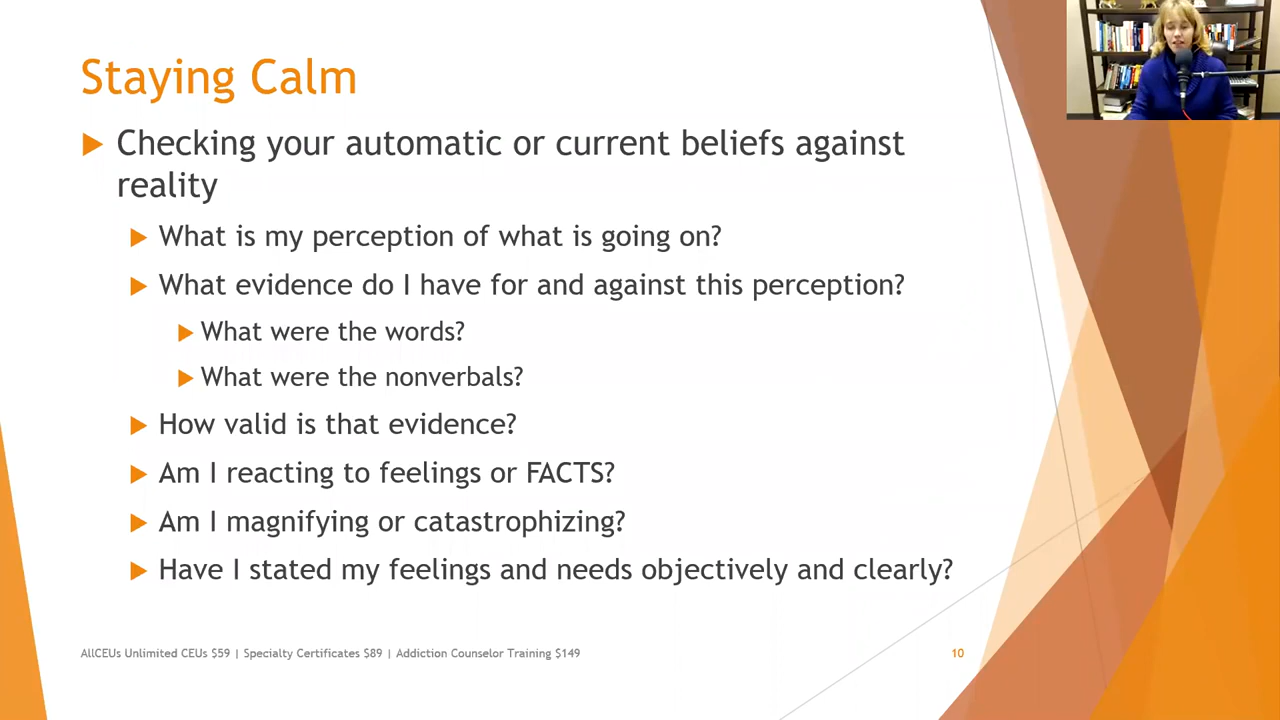 Staying Calm
Checking your automatic or current beliefs against
reality
What is my perception of what is going on?
What evidence do I have for and against this perception?
What were the words?
What were the nonverbals?
How valid is that evidence?
Am I reacting to feelings or FACTS?
Am I magnifying or catastrophizing?
Have I stated my feelings and needs objectively and clearly?
AllCEUs Unlimited CEUs $59 | Specialty Certificates $89 | Addiction Counselor Training $149
10